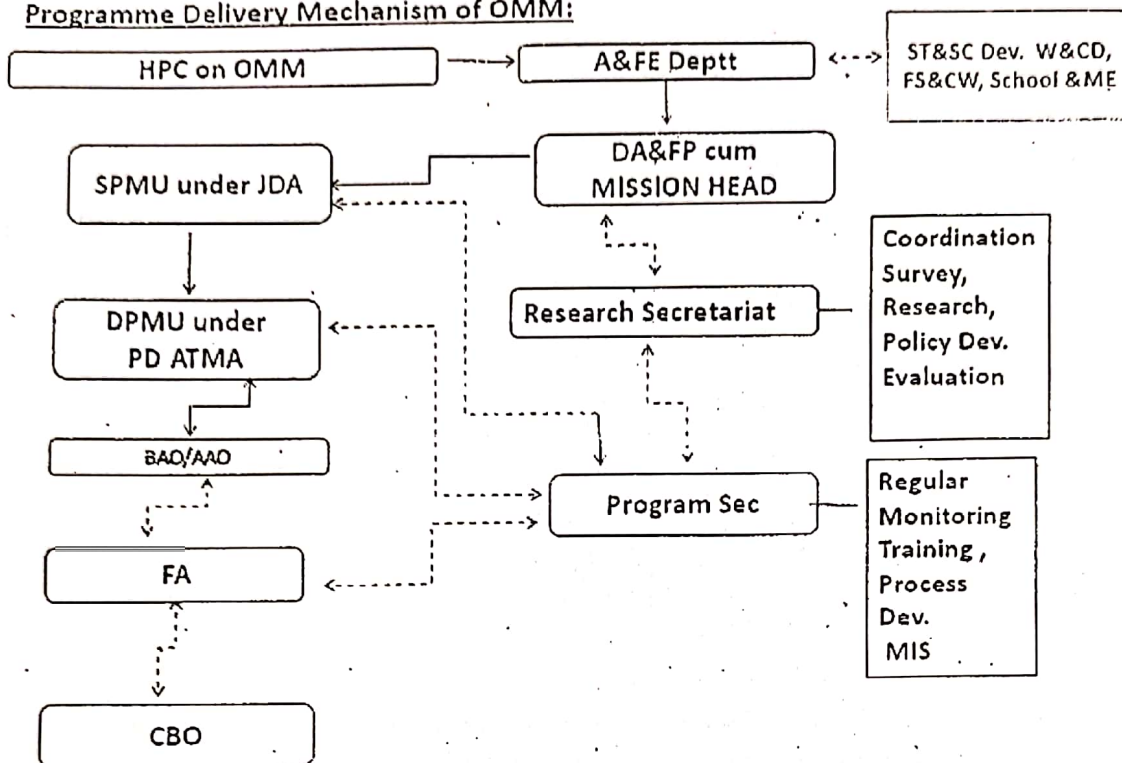 Programme Delivery Mechanism of OMM:
HPC on OMM
A&FE Deptt
ST&SC Dev. W&CD,
FS&CW, School &ME
DA&FP cum
MISSION HEAD
SPMU under JDA
Coordination
Survey,
Research,
Policy Dev.
Evaluation
Research Secretariat
DPMU under
PD ATMA
BAO/AAO
Program Sec
Regular
Monitoring
Training ,
Process
Dev.
MIS
FA
CBO